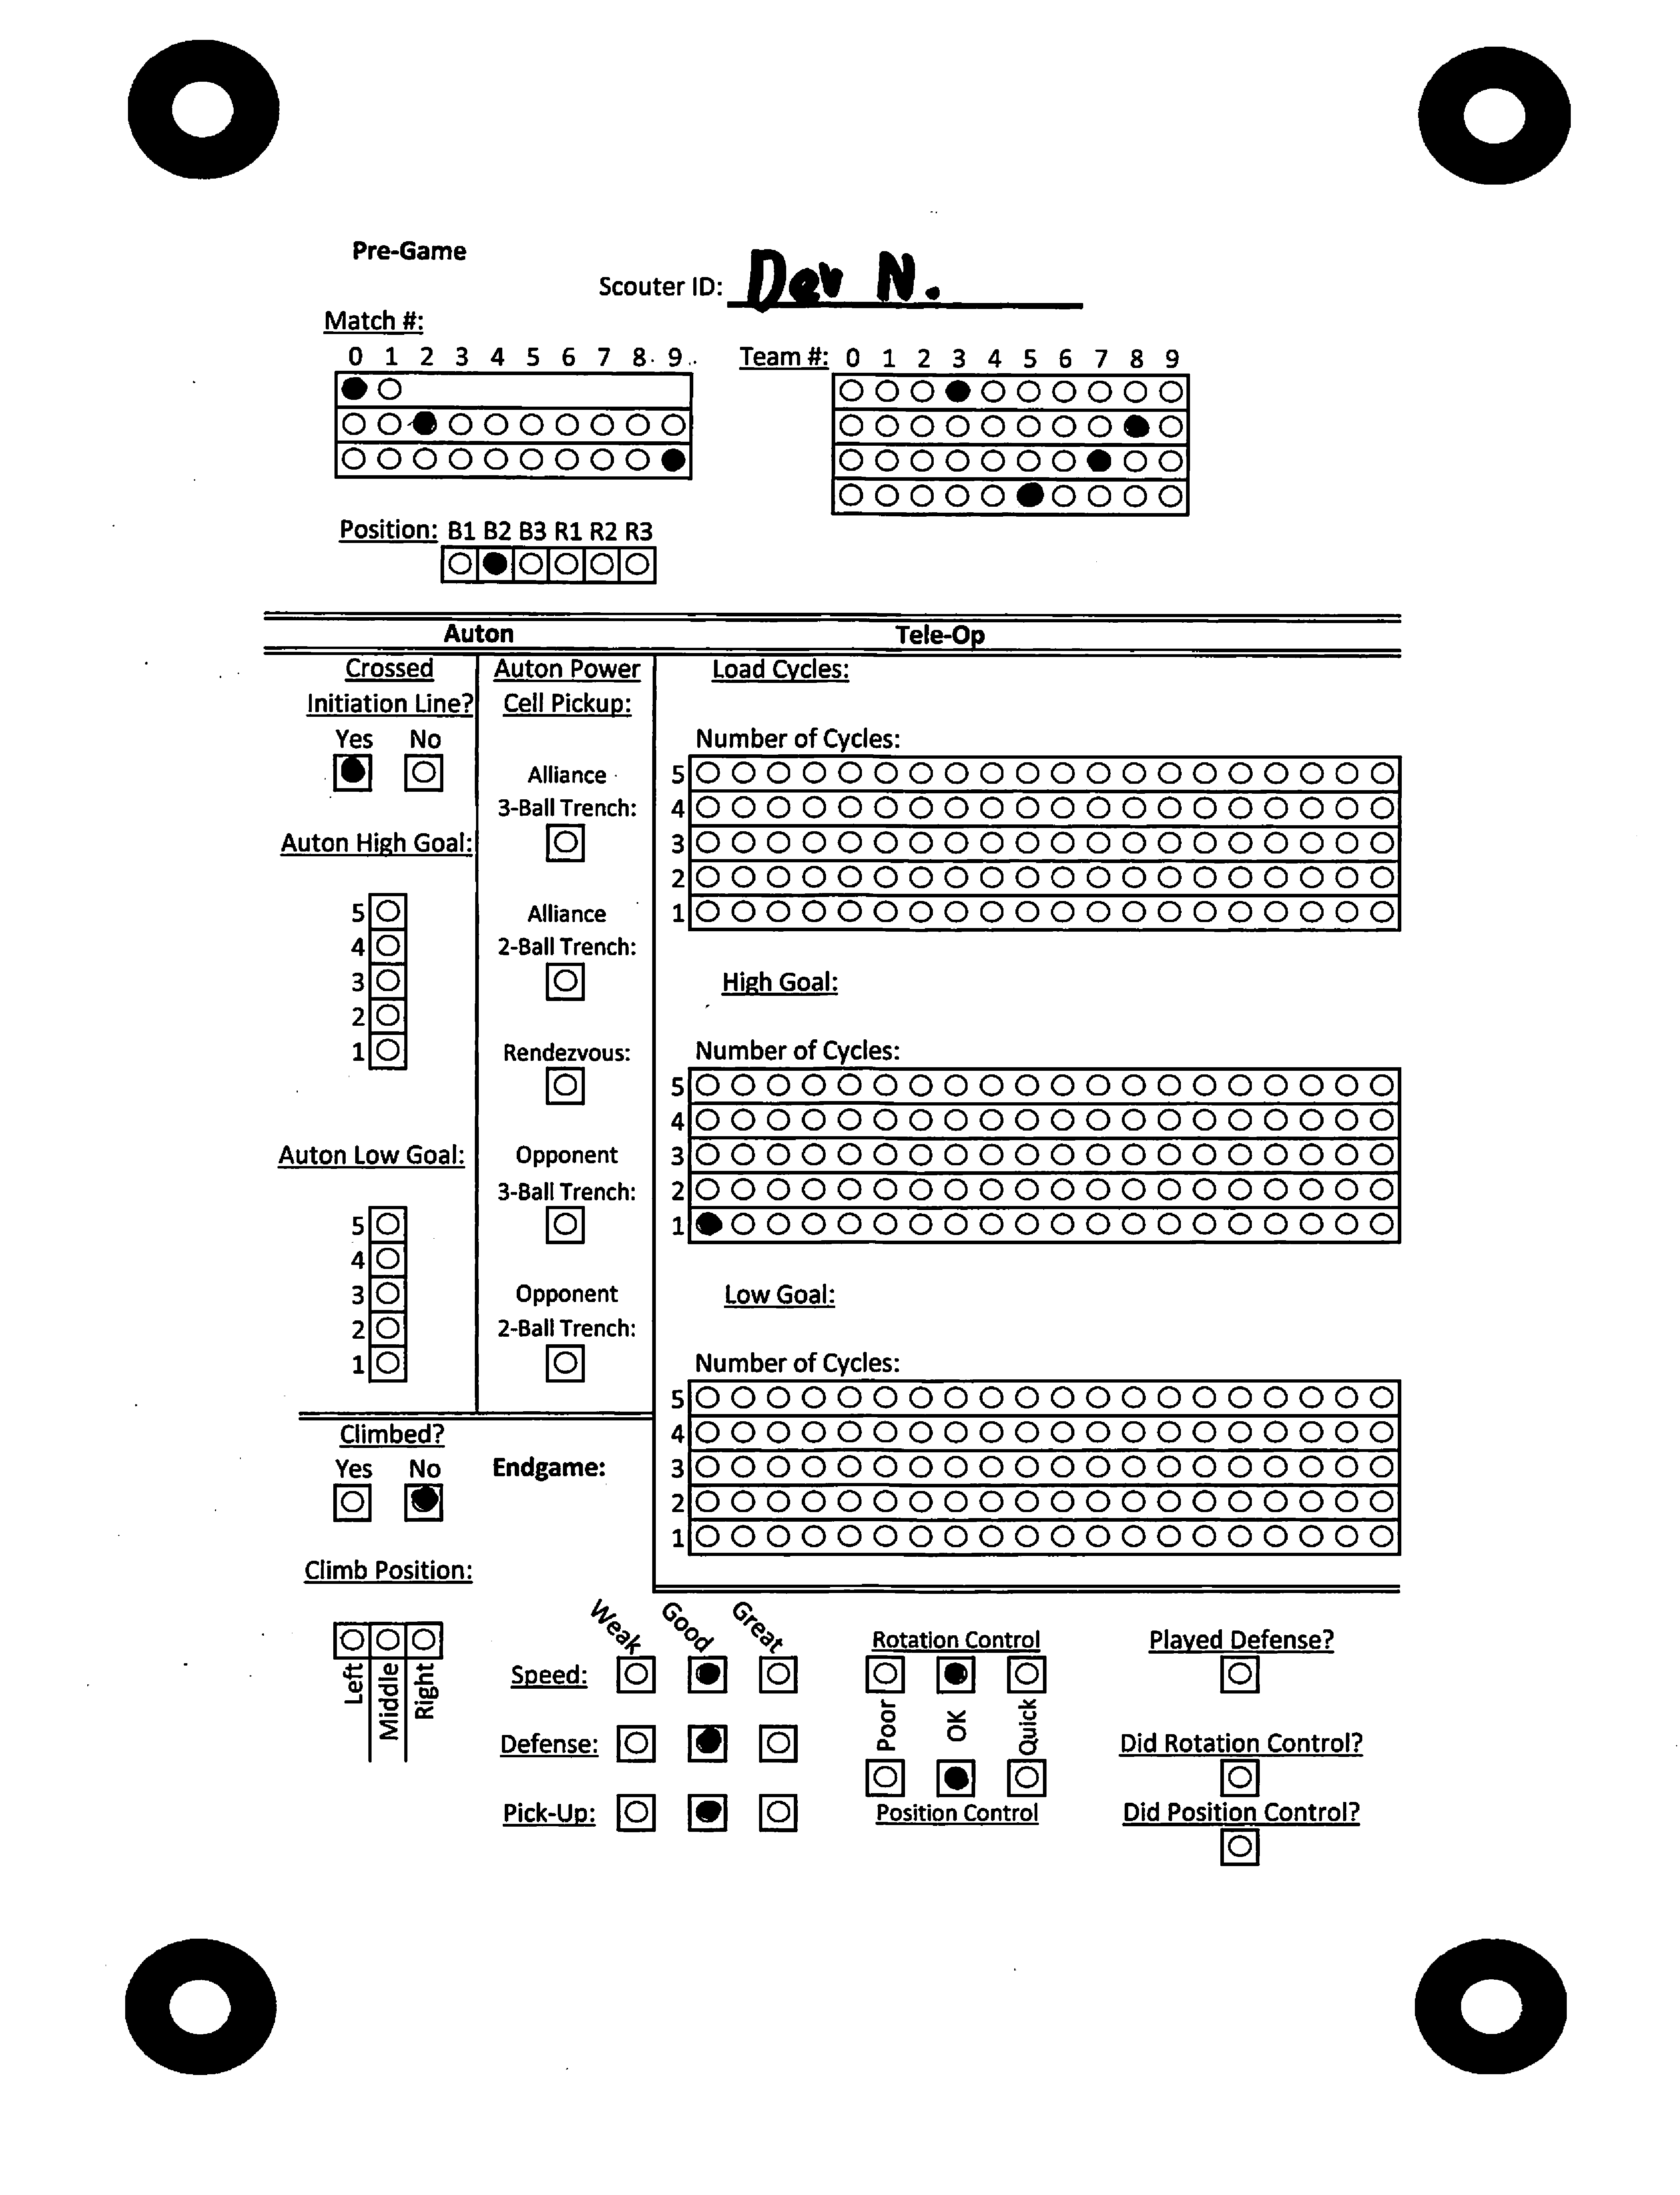 Pre-Game
Scouter ID: Dev N.
Match #:
0 1 2 3 4 5 6 7 8 9
Team #: 0 1 2 3 4 5 6 7 8 9
Position: B1 B2 B3 R1 R2 R3
Auton
Tele-Op
Crossed
Initiation Line?
Yes No
Auton High Goal:
5
4
3
2
1
Auton Low Goal:
5
4
3
2
1
Auton Power
Cell Pickup:
Alliance
3-Ball Trench:
Alliance
2-Ball Trench:
Rendezvous:
Opponent
3-Ball Trench:
Opponent
2-Ball Trench:
Load Cycles:
Number of Cycles:
5
4
3
2
1
High Goal:
Number of Cycles:
5
4
3
2
1
Low Goal:
Number of Cycles:
5
4
3
2
1
Climbed?
Yes No
Endgame:
Climb Position:
Left
Middle
Right
Weak Good Great
Speed:
Defense:
Pick-Up:
Rotation Control
Poor OK Quick
Position Control
Played Defense?
Did Rotation Control?
Did Position Control?